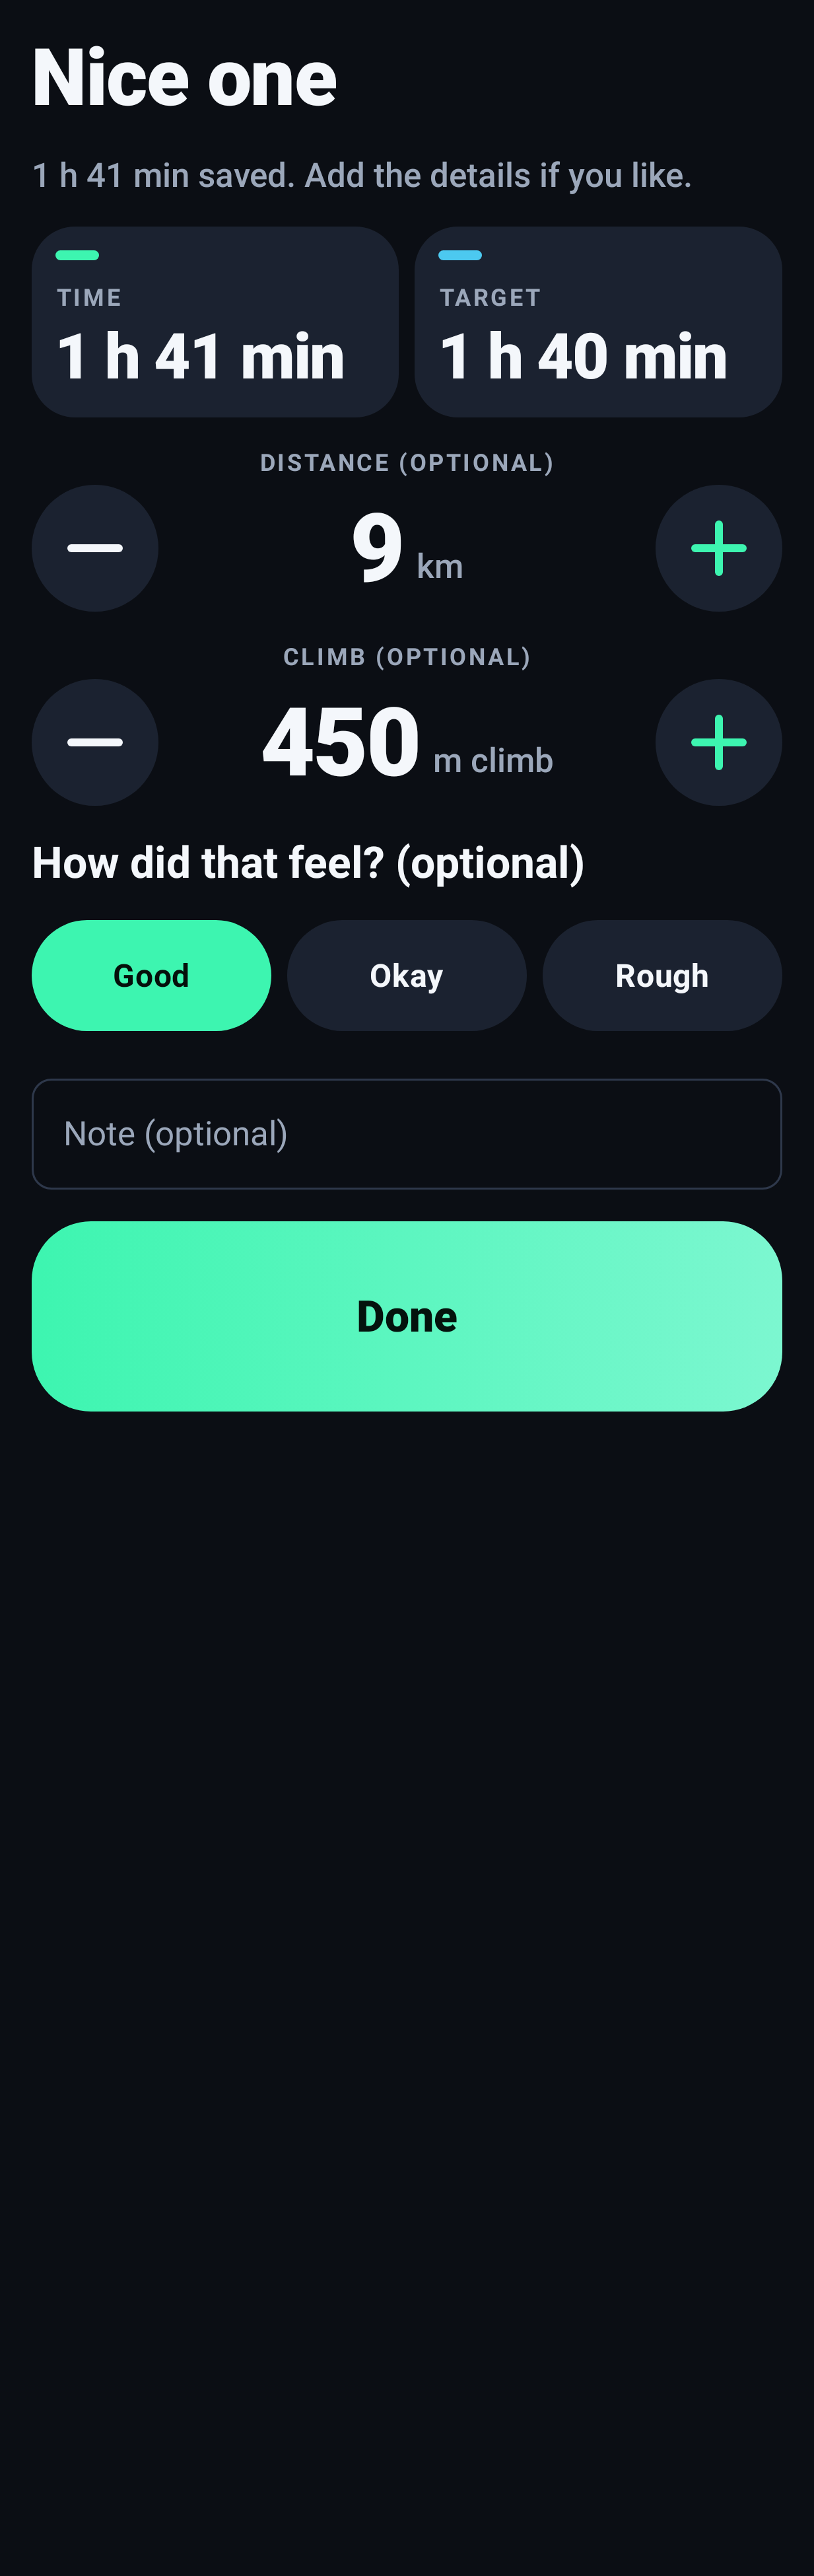 Nice one
1 h 41 min saved. Add the details if you like.
TIME
1 h 41 min
TARGET
1 h 40 min
DISTANCE (OPTIONAL)
9 km
CLIMB (OPTIONAL)
450 m climb
How did that feel? (optional)
Good
Okay
Rough
Note (optional)
Done